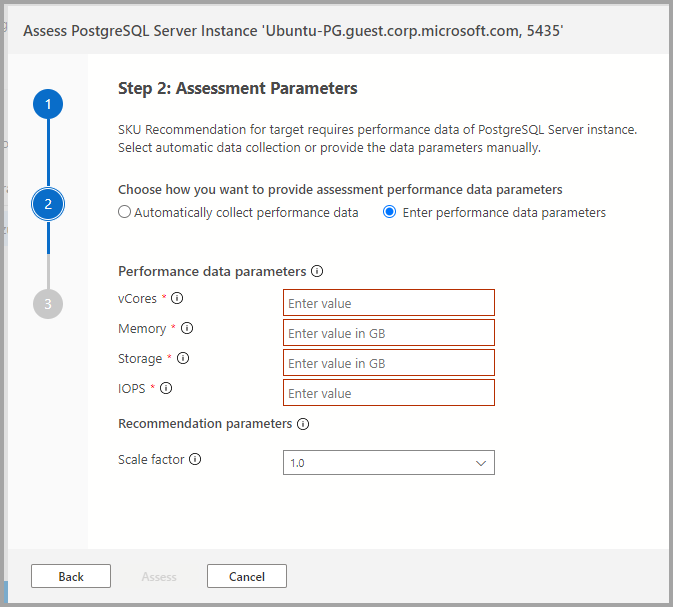 Assess PostgreSQL Server Instance 'Ubuntu-PG.guest.corp.microsoft.com, 5435'
1
2
3
Step 2: Assessment Parameters
SKU Recommendation for target requires performance data of PostgreSQL Server instance.
Select automatic data collection or provide the data parameters manually.
Choose how you want to provide assessment performance data parameters
Automatically collect performance data Enter performance data parameters
Performance data parameters
vCores * Enter value
Memory * Enter value in GB
Storage * Enter value in GB
IOPS * Enter value
Recommendation parameters
Scale factor 1.0
Back Assess Cancel